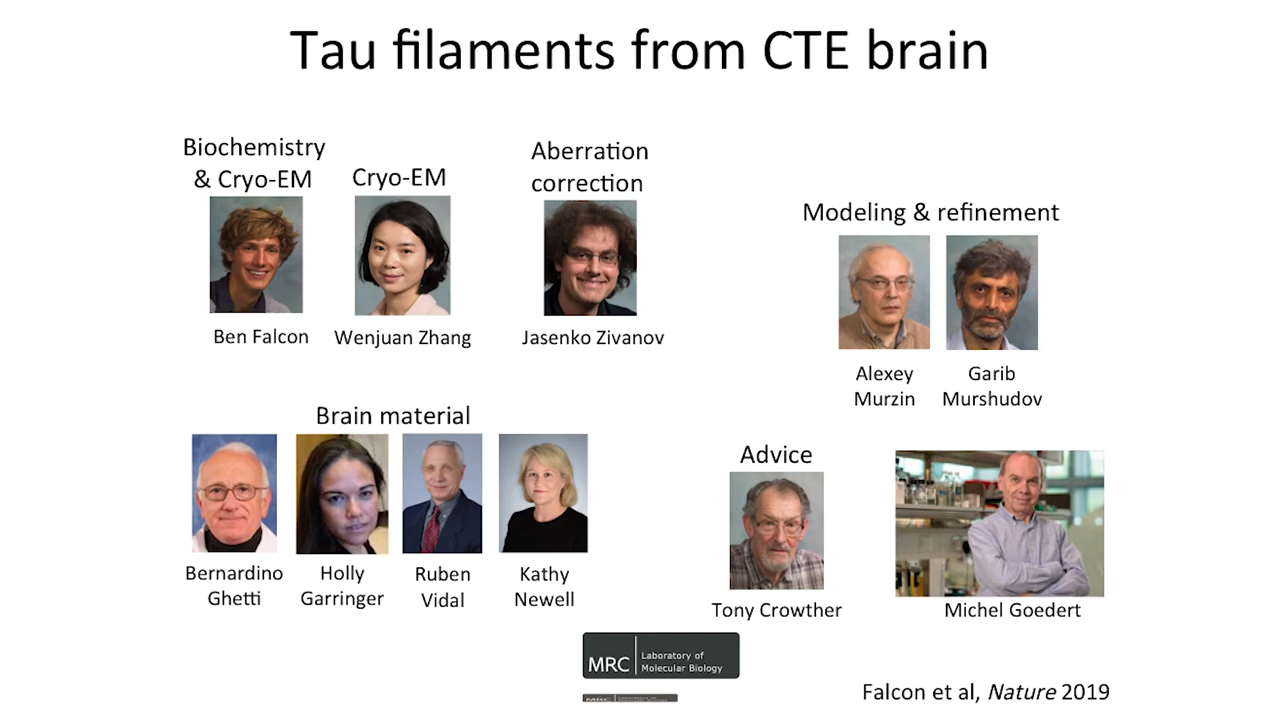 Tau filaments from CTE brain
Biochemistry
& Cryo-EM
Cryo-EM
Aberration
correction
Modeling & refinement
Ben Falcon
Wenjuan Zhang
Jasenko Zivanov
Alexey
Murzin
Garib
Murshudov
Brain material
Advice
Bernardino
Ghetti
Holly
Garringer
Ruben
Vidal
Kathy
Newell
Tony Crowther
Michel Goedert
MRC
Laboratory of
Molecular Biology
Falcon et al, Nature 2019